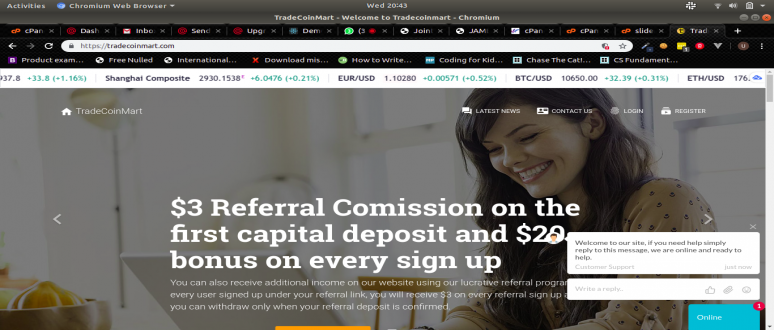 Activities Chromium Web Browser Wed 20:43
TradeCoinMart - Welcome to Tradecoinmart - Chromium
cPan Dash Inbo Send Upgr Dem (3 Joint JAMI cPan cPan slide Trad
https://tradecoinmart.com
Product exam... Free Nulled International... Download mis... How to Write... Coding for Kid... Chase The Cat!... CS Fundament...
937.8 +33.8 (+1.16%) Shanghai Composite 2930.1538 +6.0476 (+0.21%) EUR/USD 1.10280 +0.00571 (+0.52%) BTC/USD 10650.00 +32.39 (+0.31%) ETH/USD 176.
TradeCoinMart LATEST NEWS CONTACT US LOGIN REGISTER
$3 Referral Comission on the
first capital deposit and $20
bonus on every sign up
You can also receive additional income on our website using our lucrative referral program
every user signed up under your referral link, you will receive $3 on every referral sign up a
you can withdraw only when your referral deposit is confirmed
Welcome to our site, if you need help simply
reply to this message, we are online and ready to
help.
Customer Support just now
Write a reply..
Online 1